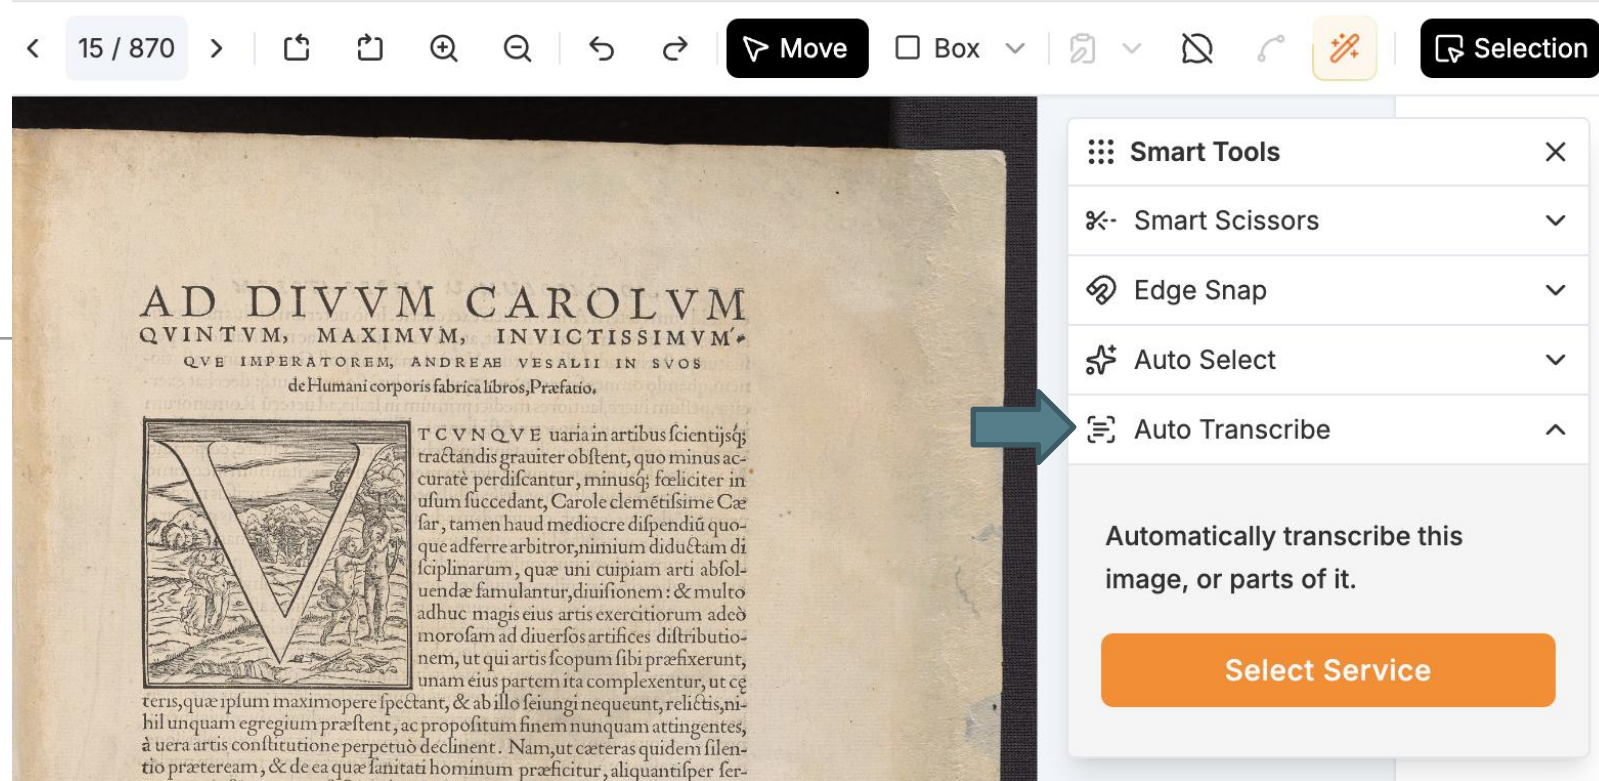 15 / 870
Move
Box
Selection
Smart Tools
Smart Scissors
Edge Snap
Auto Select
Auto Transcribe
Automatically transcribe this
image, or parts of it.
Select Service
AD DIVVM CAROLVM
QVINTVM, MAXIMVM, INVICTISSIMVM´-
QVE IMPERATOREM, ANDREAE VESALII IN SVOS
de Humani corporis fabrica libros, Præfatio.
VTCVNQVE uaria in artibus ſcientijsq́;
tractandis grauiter obſtent, quo minus ac-
curatè perdiſcantur, minusq́; fœliciter in
uſum ſuccedant, Carole clemẽtiſsime Cæ
ſar, tamen haud mediocre diſpendiũ quo-
que adferre arbitror, nimium diductam di
ſciplinarum, quæ uni cuipiam arti abſol-
uendæ famulantur, diuiſionem: & multo
adhuc magis eius artis exercitiorum adeò
moroſam ad diuerſos artifices diſtributio-
nem, ut qui artis ſcopum ſibi præfixerunt,
unam eius partem ita complexentur, ut cę
teris, quæ ipſum maximopere ſpectant, & ab illo ſeiungi nequeunt, relictis, ni-
hil unquam egregium præſtent, ac propoſitum finem nunquam attingentes,
à uera artis conſtitutione perpetuò declinent. Nam, ut cæteras quidem ſilen-
tio præteream, & de ea quæ ſanitati hominum præficitur, aliquantiſper ſer-